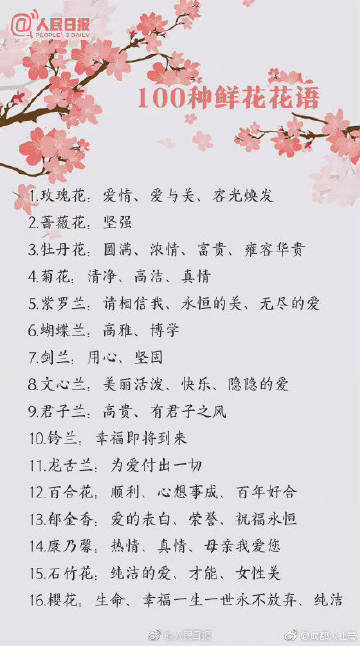 人民日报
PEOPLE'S DAILY
100种鲜花花语
1.玫瑰花：爱情、爱与美、容光焕发
2.蔷薇花：坚强
3.牡丹花：圆满、浓情、富贵、雍容华贵
4.菊花：清净、高洁、真情
5.紫罗兰：请相信我、永恒的美、无尽的爱
6.蝴蝶兰：高雅、博学
7.剑兰：用心、坚固
8.文心兰：美丽活泼、快乐、隐隐的爱
9.君子兰：高贵、有君子之风
10.铃兰：幸福即将到来
11.龙舌兰：为爱付出一切
12.百合花：顺利、心想事成、百年好合
13.郁金香：爱的表白、荣誉、祝福永恒
14.康乃馨：热情、真情、母亲我爱您
15.石竹花：纯洁的爱、才能、女性美
16.樱花：生命、幸福一生一世永不放弃、纯洁
@人民日报